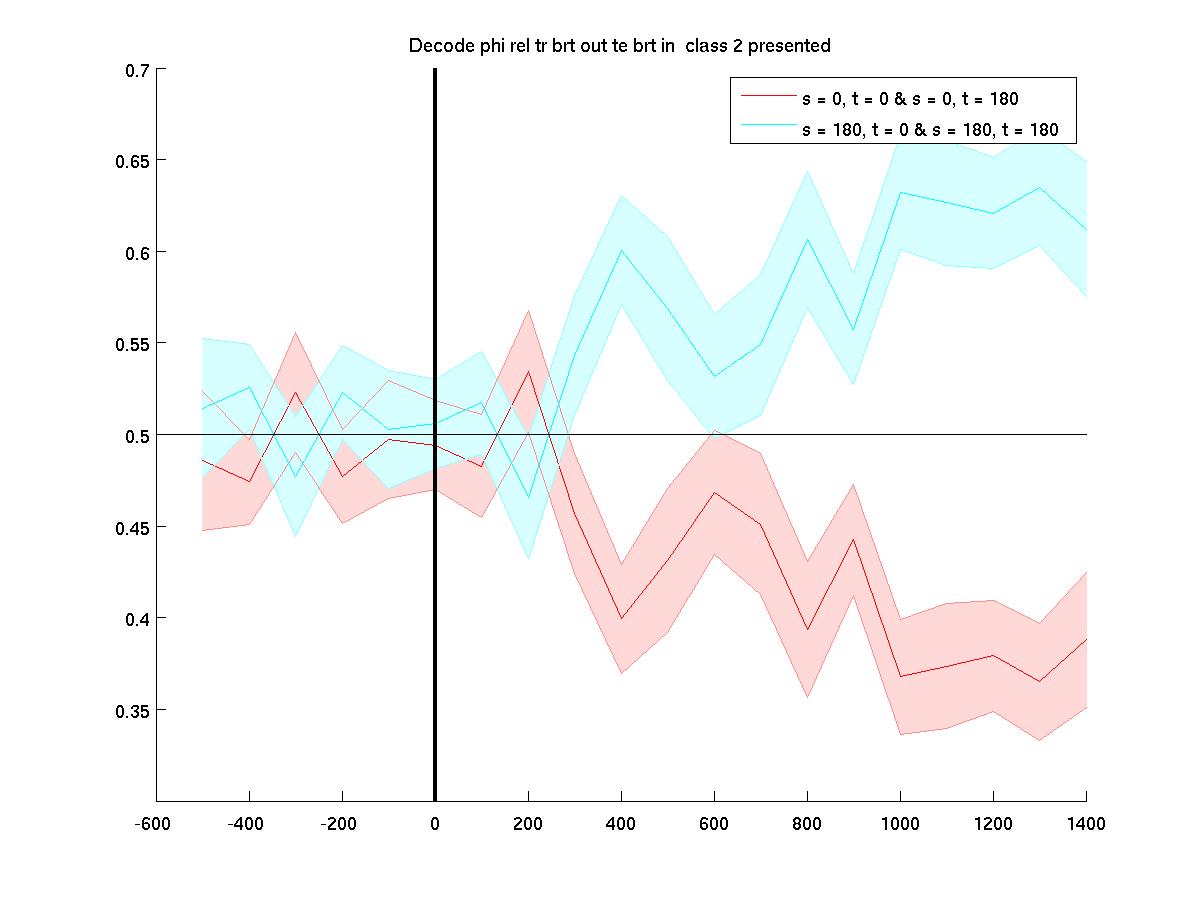 Decode phi rel tr brt out te brt in  class 2 presented
0.7
s = 0, t = 0 & s = 0, t = 180
s = 180, t = 0 & s = 180, t = 180
0.65
0.6
0.55
0.5
0.45
0.4
0.35
-600 -400 -200 0 200 400 600 800 1000 1200 1400